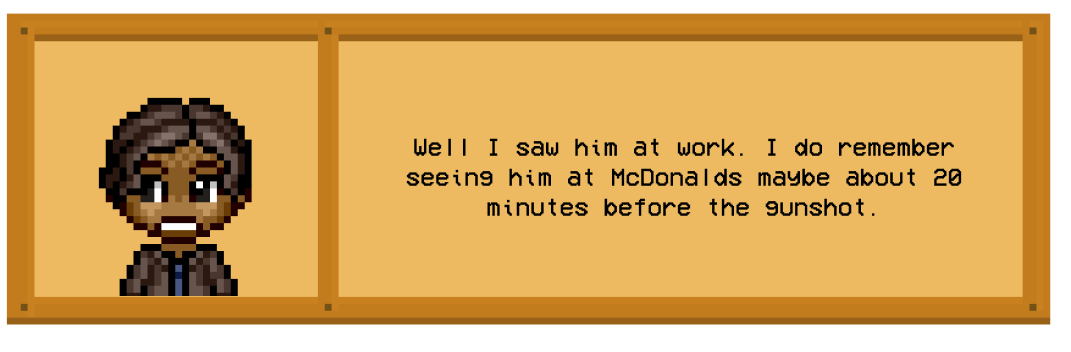 Well I saw him at work. I do remember
seeing him at McDonalds maybe about 20
minutes before the gunshot.